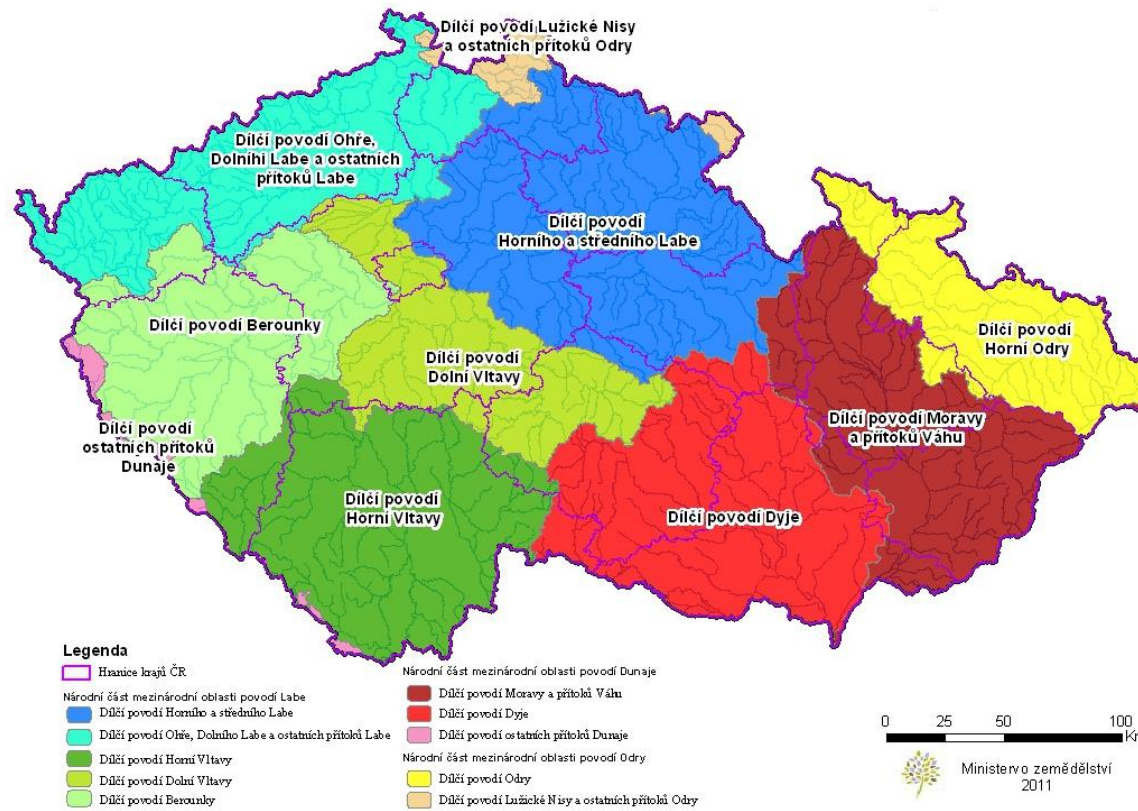 Dílčí povodí Lužické Nisy
a ostatních přítoků Odry
Dílčí povodí Ohře,
Dolníhi Labe a ostatních
přítoků Labe
Dílčí povodí
Horního a středního Labe
Dílčí povodí Berounky
Dílčí povodí
Dolní Vltavy
Dílčí povodí
Horní Odry
Dílčí povodí
ostatních přítoků
Dunaje
Dílčí povodí Moravy
a přítoků Váhu
Dílčí povodí
Horní Vltavy
Dílčí povodí Dyje
Legenda
Hranice krajů ČR
Národní část mezinárodní oblasti povodí Labe
Dílčí povodí Horního a středního Labe
Dílčí povodí Ohře, Dolního Labe a ostatních přítoků Labe
Dílčí povodí Horní Vltavy
Dílčí povodí Dolní Vltavy
Dílčí povodí Berounky
Národní část mezinárodní oblasti povodí Dunaje
Dílčí povodí Moravy a přítoků Váhu
Dílčí povodí Dyje
Dílčí povodí ostatních přítoků Dunaje
Národní část mezinárodní oblasti povodí Odry
Dílčí povodí Odry
Dílčí povodí Lužické Nisy a ostatních přítoků Odry
0 25 50 100
Km
Ministerstvo zemědělství
2011